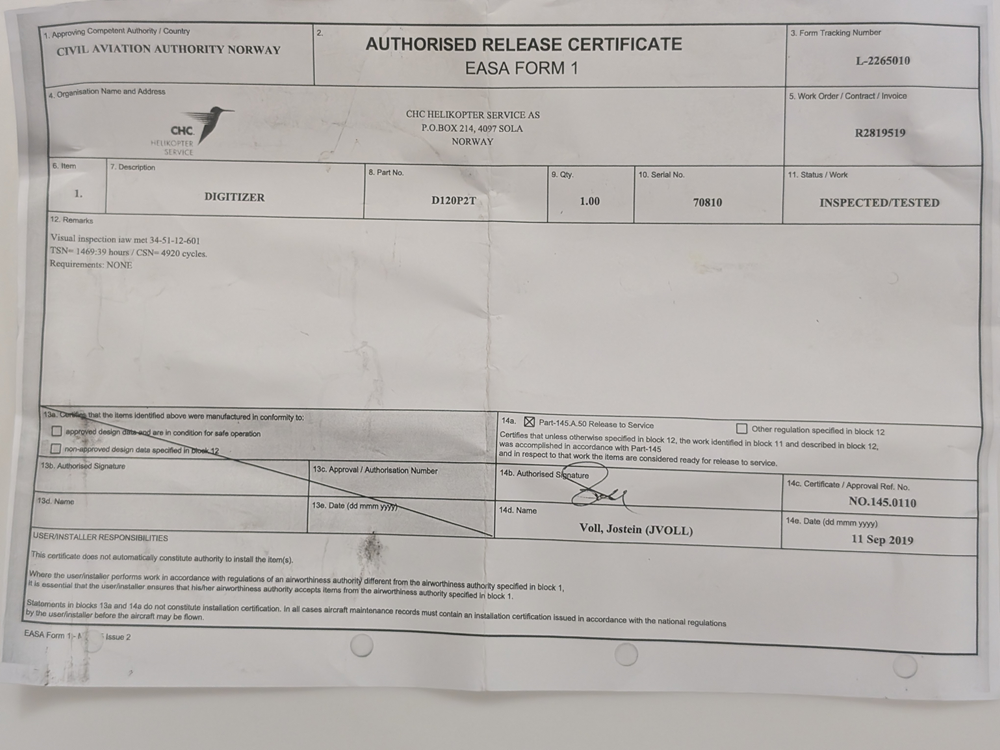 1. Approving Competent Authority / Country
CIVIL AVIATION AUTHORITY NORWAY
2.
AUTHORISED RELEASE CERTIFICATE
EASA FORM 1
3. Form Tracking Number
L-2265010
4. Organisation Name and Address
CHC
HELIKOPTER
SERVICE
CHC HELIKOPTER SERVICE AS
P.O.BOX 214, 4097 SOLA
NORWAY
5. Work Order / Contract / Invoice
R2819519
6. Item
1.
7. Description
DIGITIZER
8. Part No.
D120P2T
9. Qty.
1.00
10. Serial No.
70810
11. Status / Work
INSPECTED/TESTED
12. Remarks
Visual inspection iaw met 34-51-12-601
TSN= 1469:39 hours / CSN= 4920 cycles.
Requirements: NONE
13a. Certifies that the items identified above were manufactured in conformity to:
approved design data and are in condition for safe operation
non-approved design data specified in block 12
13b. Authorised Signature
13c. Approval / Authorisation Number
13d. Name
13e. Date (dd mmm yyyy)
14a. Part-145.A.50 Release to Service
Other regulation specified in block 12
Certifies that unless otherwise specified in block 12, the work identified in block 11 and described in block 12,
was accomplished in accordance with Part-145
and in respect to that work the items are considered ready for release to service.
14b. Authorised Signature
14c. Certificate / Approval Ref. No.
NO.145.0110
14d. Name
Voll, Jostein (JVOLL)
14e. Date (dd mmm yyyy)
11 Sep 2019
USER/INSTALLER RESPONSIBILITIES
This certificate does not automatically constitute authority to install the item(s).
Where the user/installer performs work in accordance with regulations of an airworthiness authority different from the airworthiness authority specified in block 1,
it is essential that the user/installer ensures that his/her airworthiness authority accepts items from the airworthiness authority specified in block 1.
Statements in blocks 13a and 14a do not constitute installation certification. In all cases aircraft maintenance records must contain an installation certification issued in accordance with the national regulations
by the user/installer before the aircraft may be flown.
EASA Form 1 - Issue 2